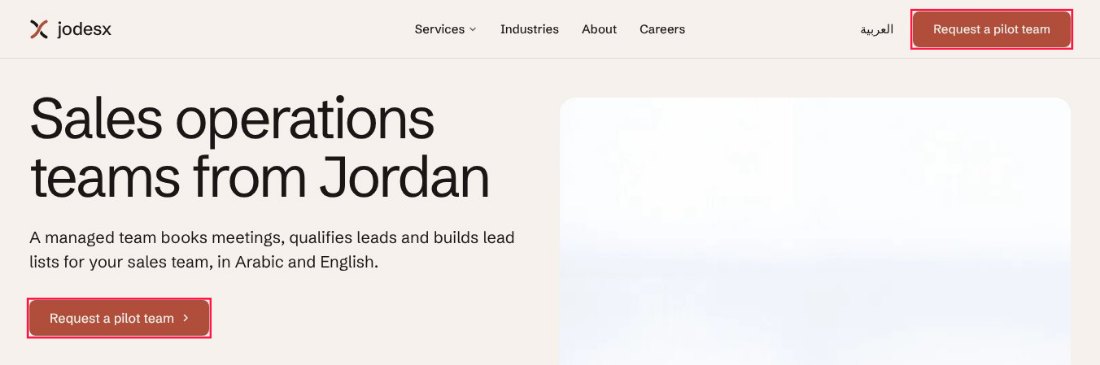 jodesx
Services
Industries
About
Careers
العربية
Request a pilot team
Sales operations
teams from Jordan
A managed team books meetings, qualifies leads and builds lead
lists for your sales team, in Arabic and English.
Request a pilot team